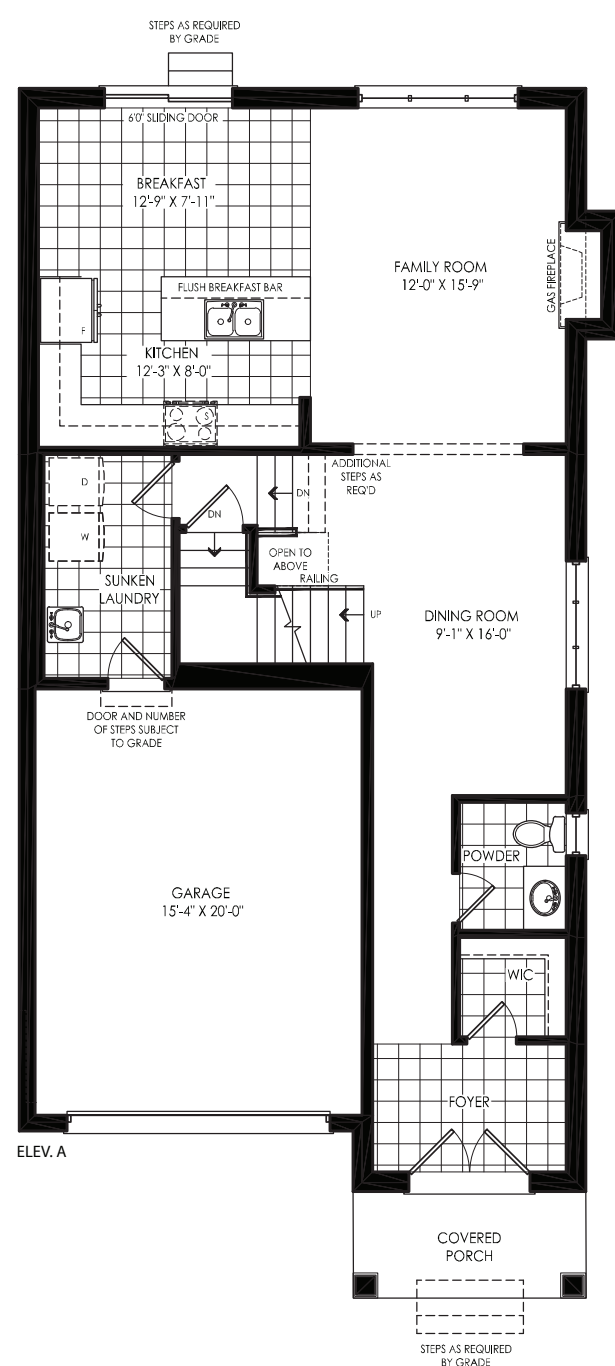 STEPS AS REQUIRED
BY GRADE
6'0" SLIDING DOOR
BREAKFAST
12'-9" X 7'-11"
FAMILY ROOM
12'-0" X 15'-9"
GAS FIREPLACE
FLUSH BREAKFAST BAR
F
KITCHEN
12'-3" X 8'-0"
S
ADDITIONAL
STEPS AS
REQ'D
D
DN
DN
W
OPEN TO
ABOVE
RAILING
SUNKEN
LAUNDRY
UP
DINING ROOM
9'-1" X 16'-0"
DOOR AND NUMBER
OF STEPS SUBJECT
TO GRADE
POWDER
GARAGE
15'-4" X 20'-0"
WIC
FOYER
ELEV. A
COVERED
PORCH
STEPS AS REQUIRED
BY GRADE